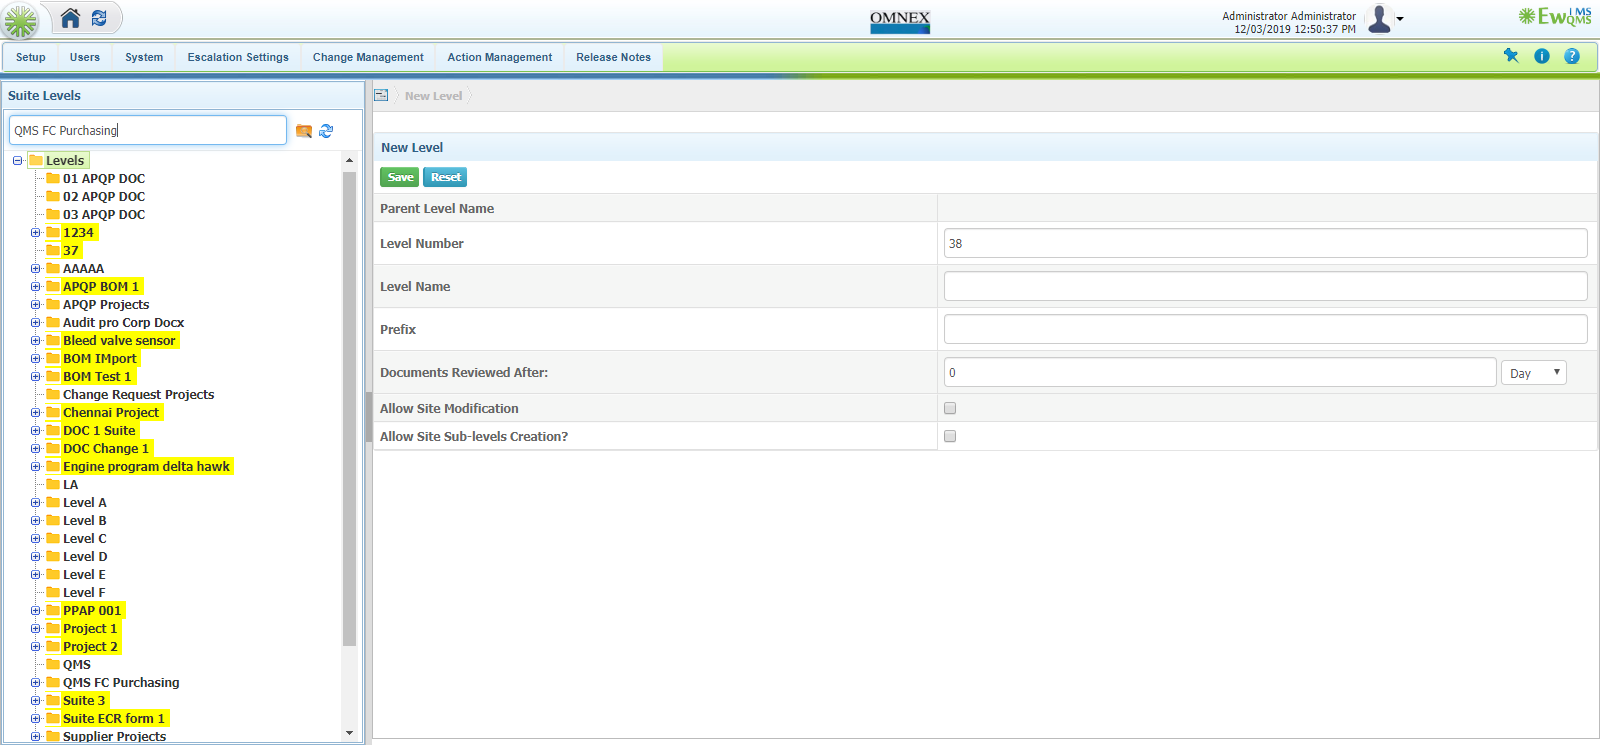 OMNEX
Administrator Administrator
12/03/2019 12:50:37 PM
EwIMS
QMS
Setup
Users
System
Escalation Settings
Change Management
Action Management
Release Notes
Suite Levels
QMS FC Purchasing
Levels
01 APQP DOC
02 APQP DOC
03 APQP DOC
1234
37
AAAAA
APQP BOM 1
APQP Projects
Audit pro Corp Docx
Bleed valve sensor
BOM IMport
BOM Test 1
Change Request Projects
Chennai Project
DOC 1 Suite
DOC Change 1
Engine program delta hawk
LA
Level A
Level B
Level C
Level D
Level E
Level F
PPAP 001
Project 1
Project 2
QMS
QMS FC Purchasing
Suite 3
Suite ECR form 1
Supplier Projects
New Level
New Level
Save
Reset
Parent Level Name
Level Number
38
Level Name
Prefix
Documents Reviewed After:
0
Day
Allow Site Modification
Allow Site Sub-levels Creation?